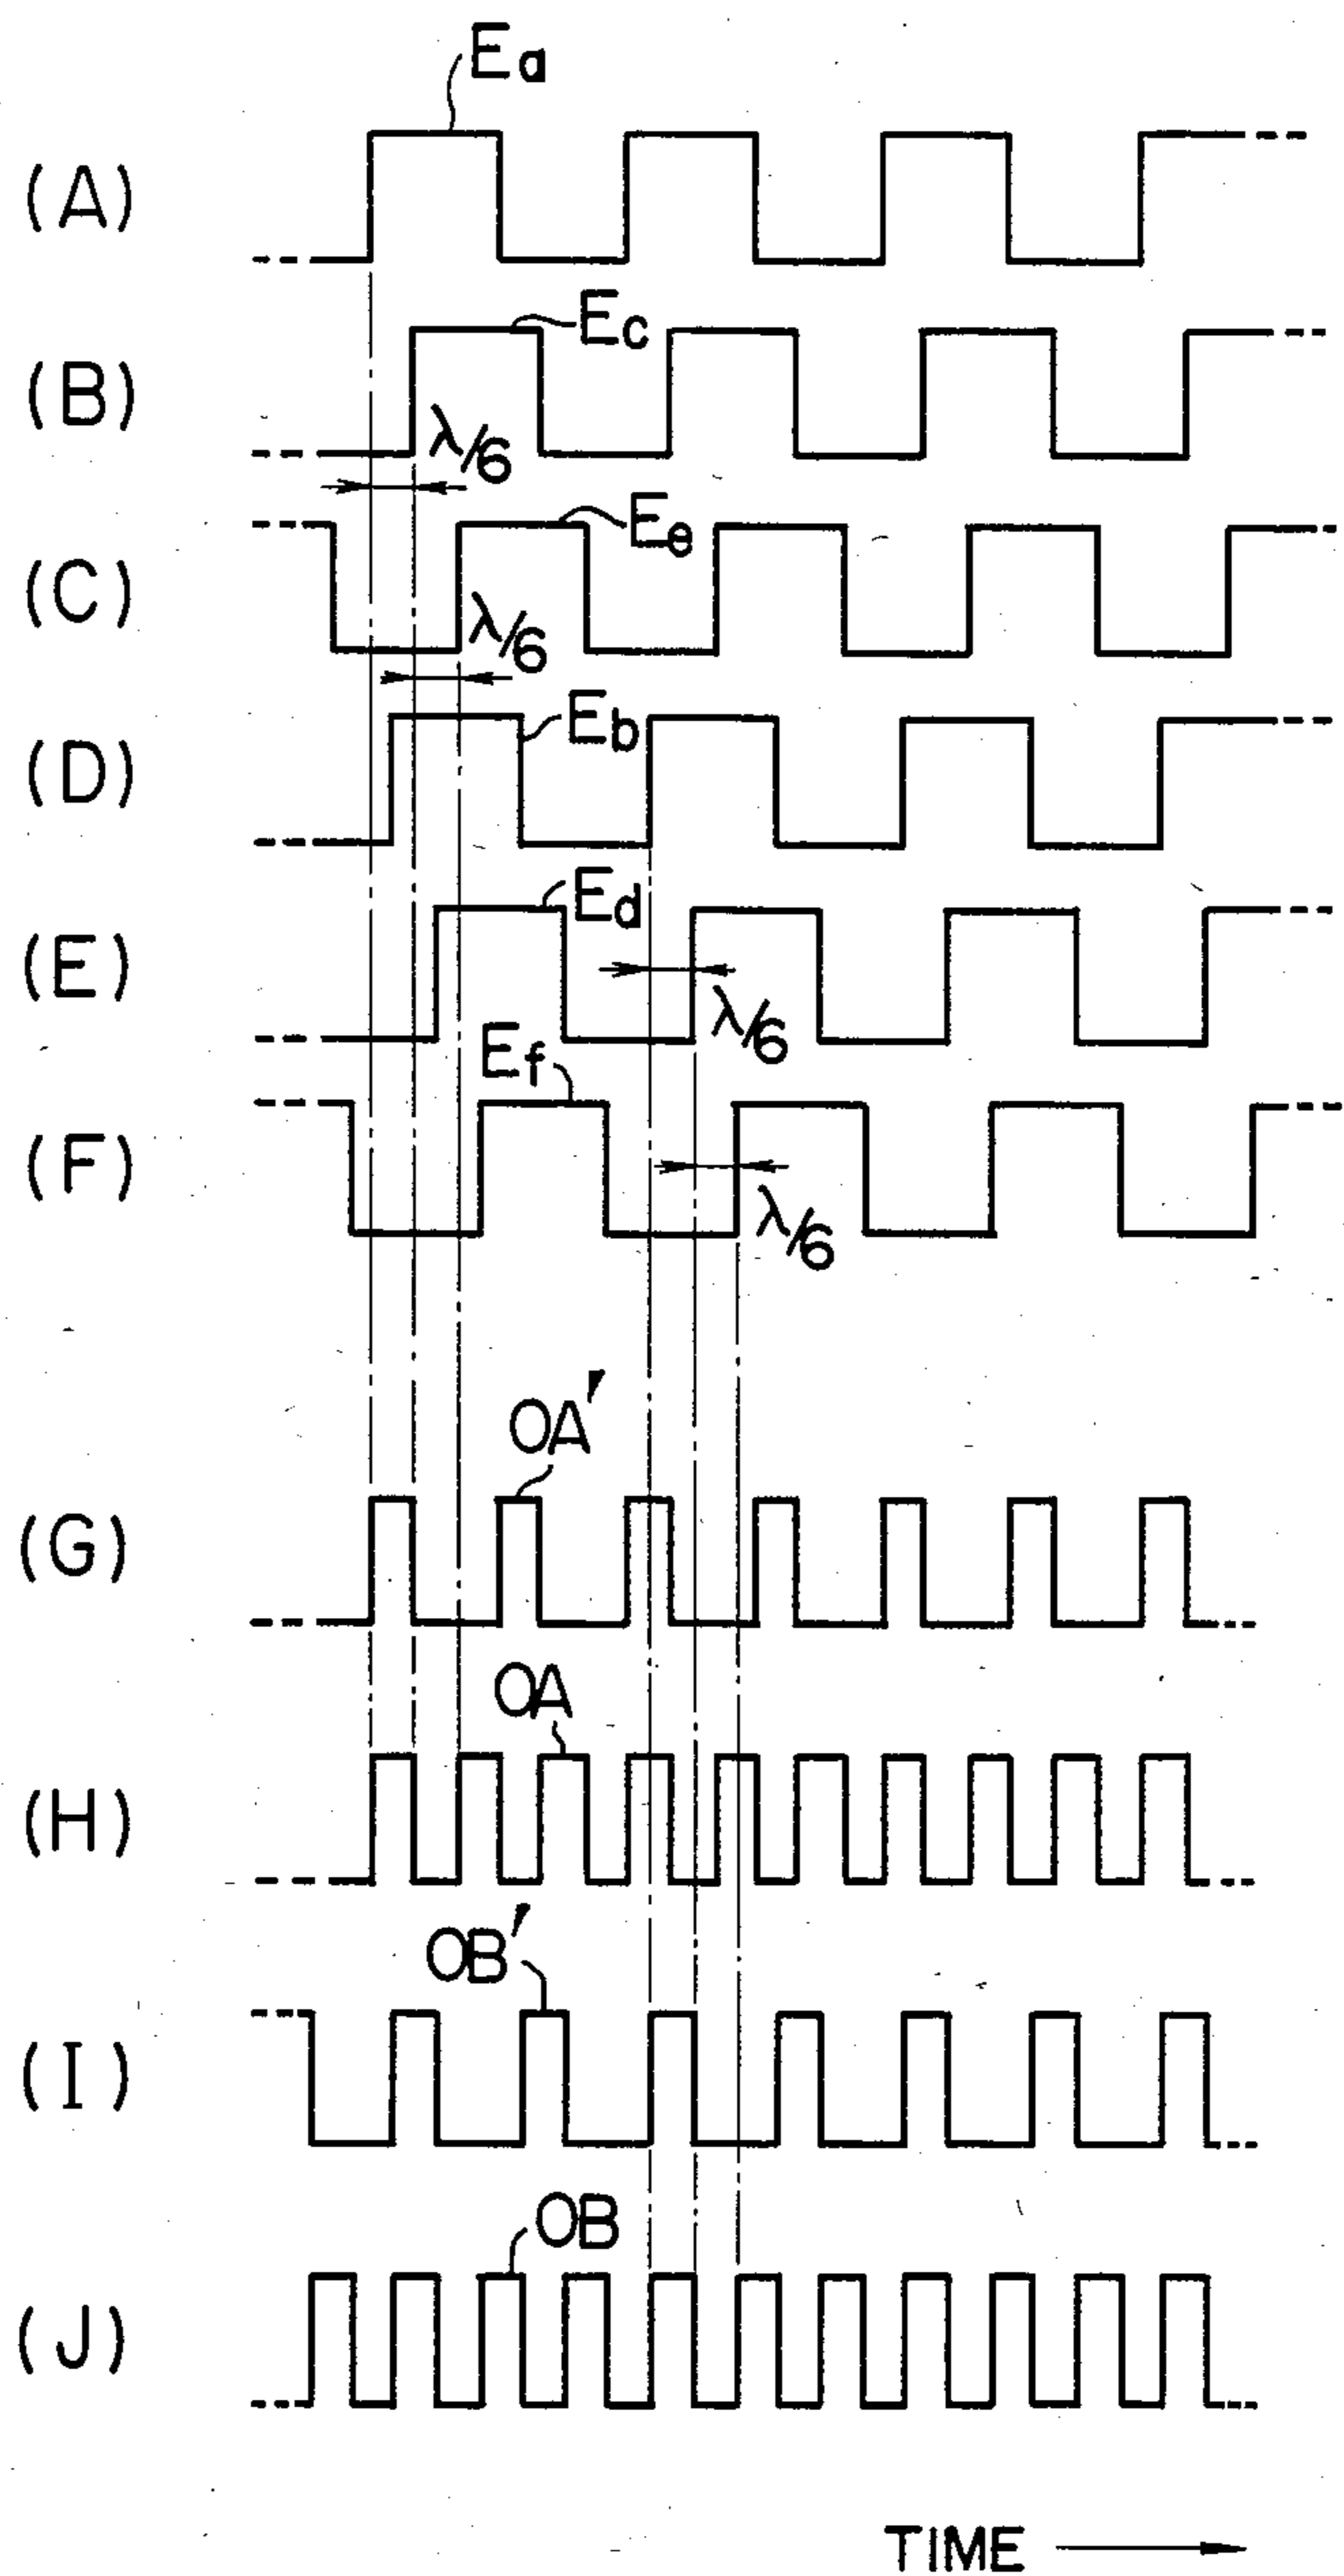 Ea
(A)
Ec
(B)
λ/6
Ee
(C)
λ/6
Eb
(D)
Ed
(E)
λ/6
Ef
(F)
λ/6
OA'
(G)
OA
(H)
OB'
(I)
OB
(J)
TIME